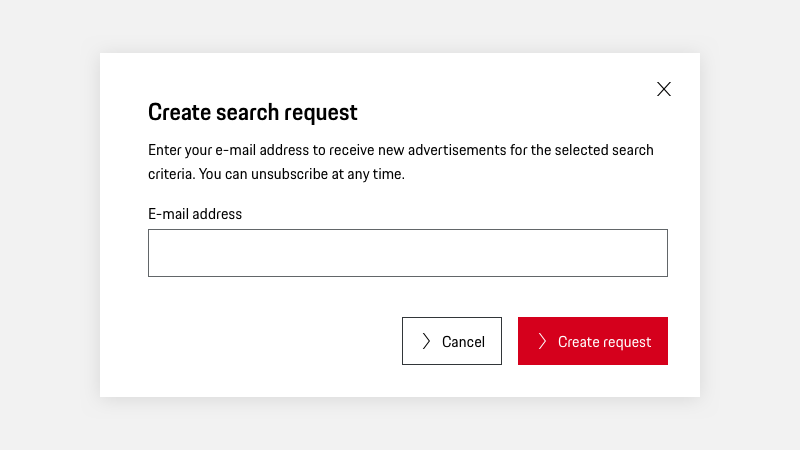 Create search request
Enter your e-mail address to receive new advertisements for the selected search
criteria. You can unsubscribe at any time.
E-mail address
Cancel
Create request